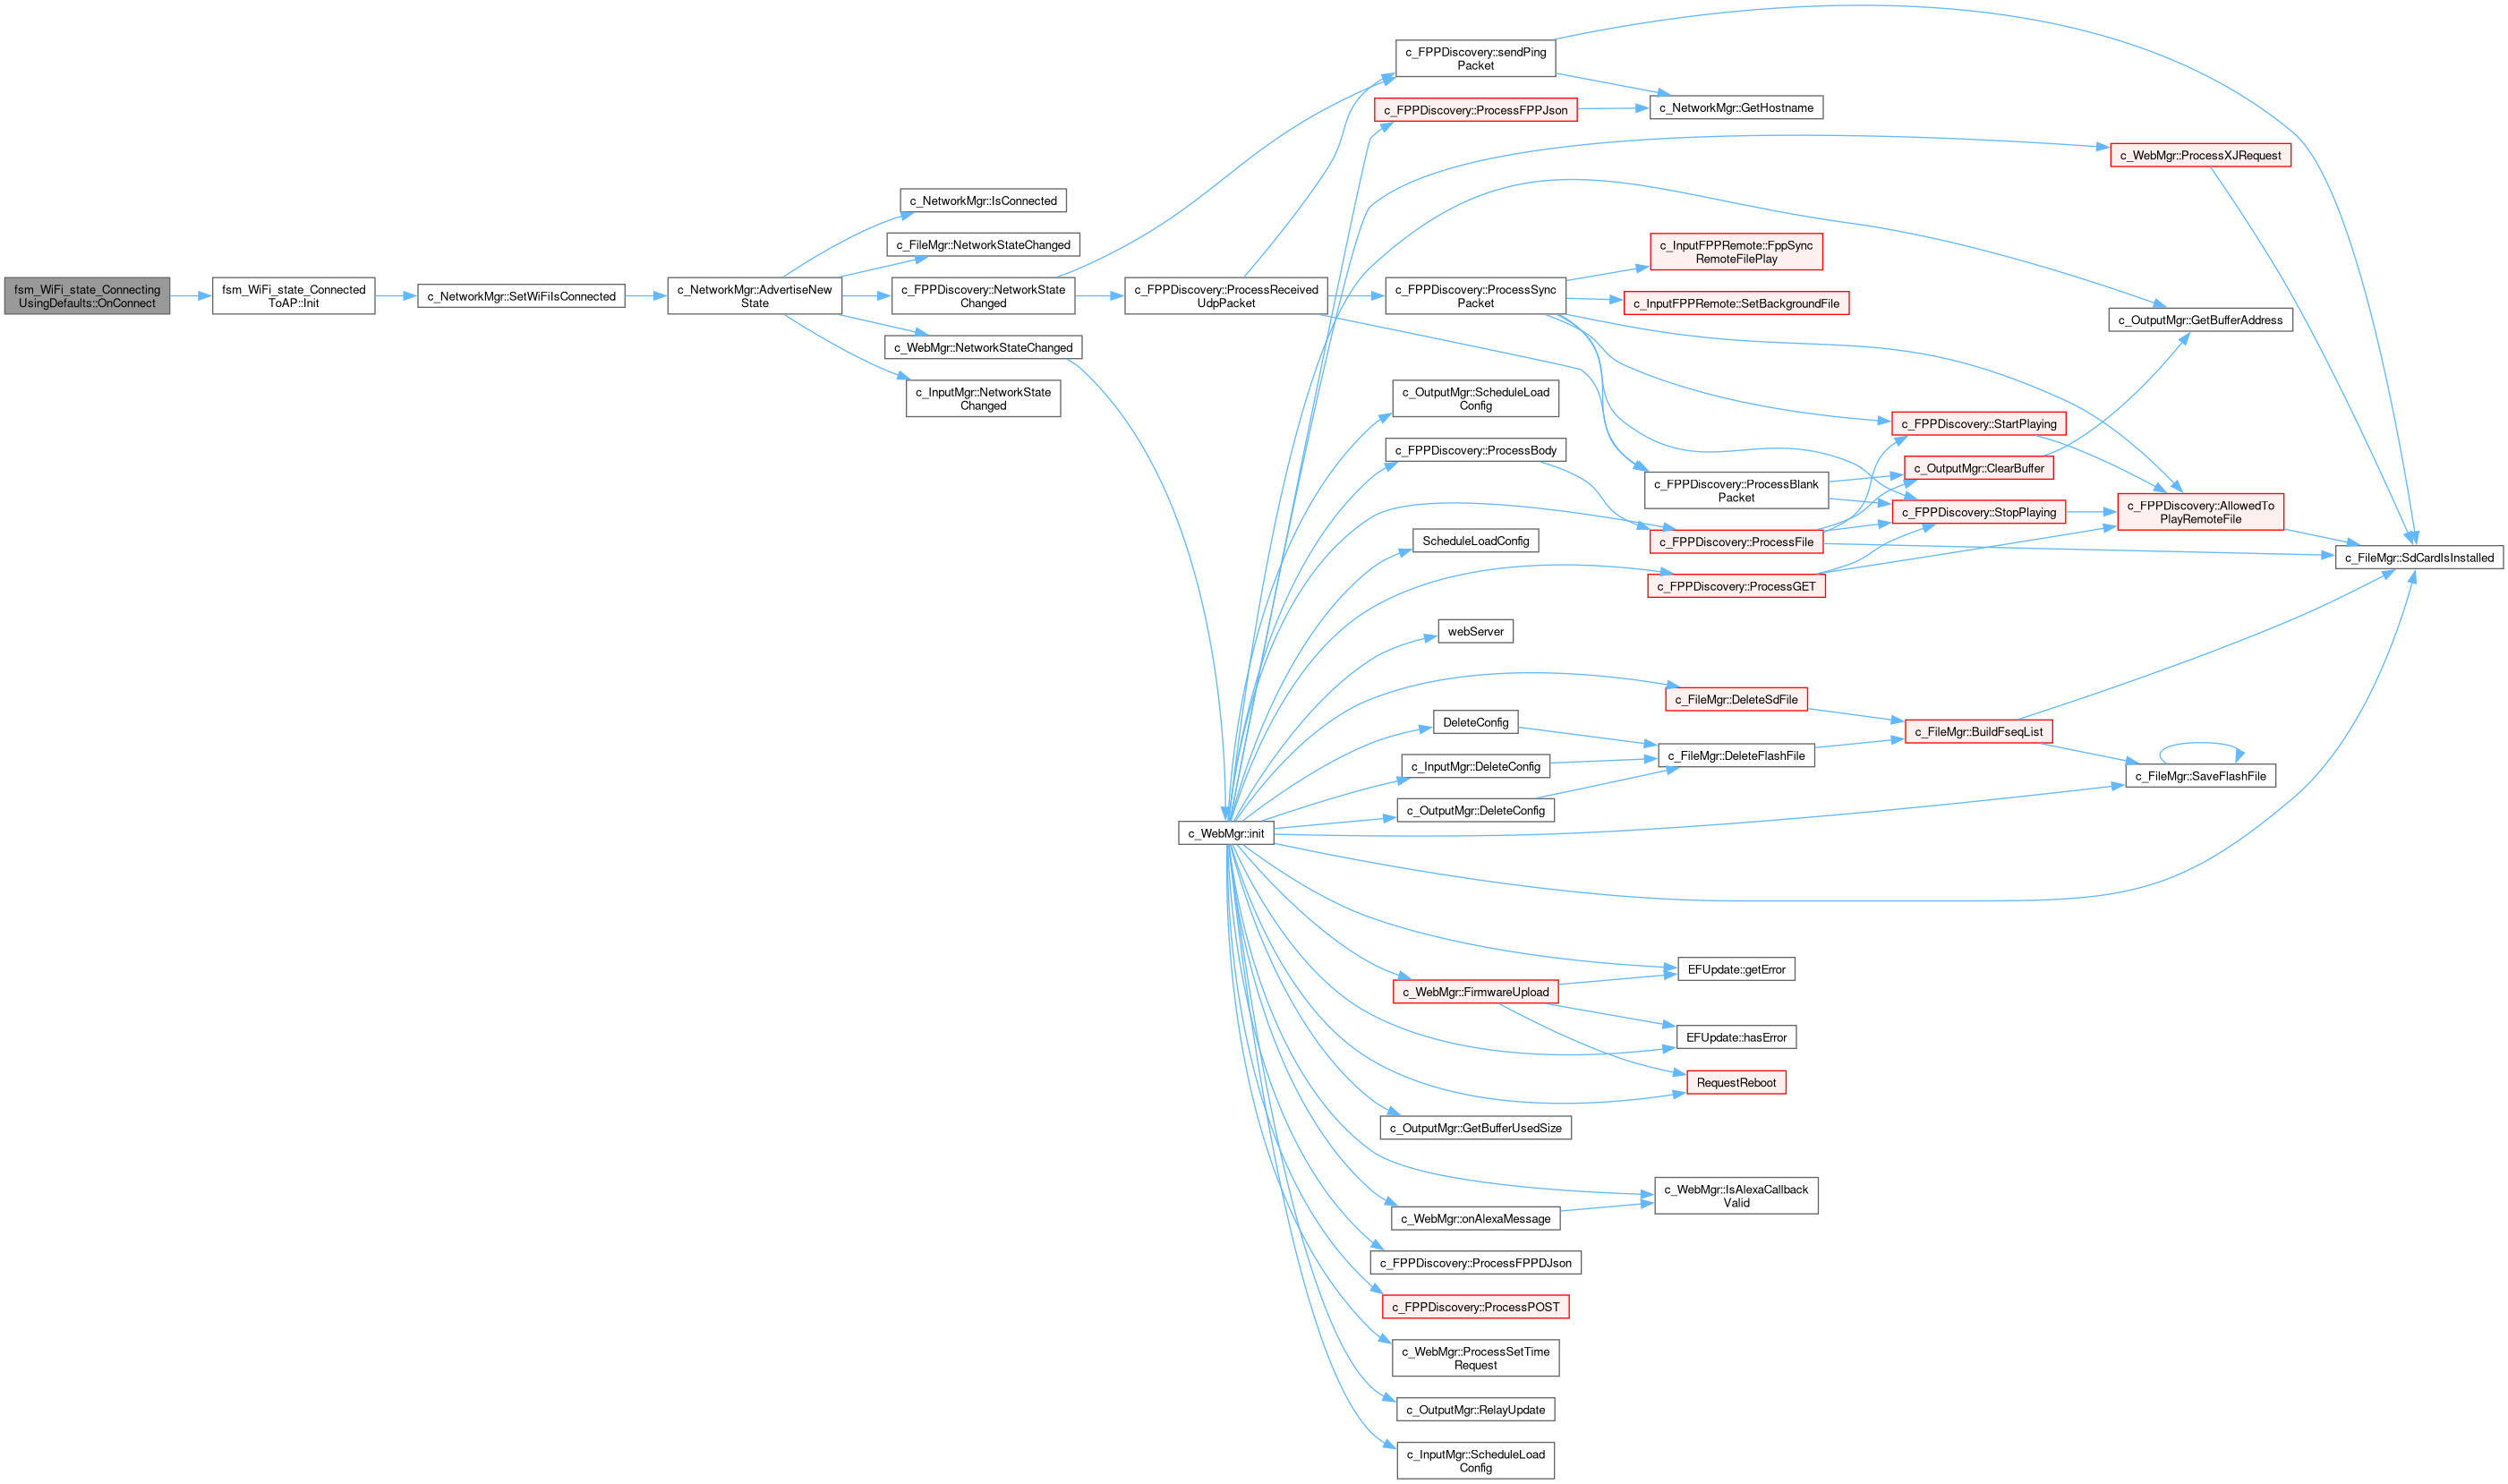 fsm_WiFi_state_Connecting
UsingDefaults::OnConnect
fsm_WiFi_state_Connected
ToAP::Init
c_NetworkMgr::SetWiFiIsConnected
c_NetworkMgr::AdvertiseNew
State
c_NetworkMgr::IsConnected
c_FileMgr::NetworkStateChanged
c_FPPDiscovery::NetworkState
Changed
c_WebMgr::NetworkStateChanged
c_InputMgr::NetworkState
Changed
c_FPPDiscovery::ProcessReceived
UdpPacket
c_WebMgr::init
c_FPPDiscovery::sendPing
Packet
c_FPPDiscovery::ProcessFPPJson
c_FPPDiscovery::ProcessSync
Packet
c_OutputMgr::ScheduleLoad
Config
c_FPPDiscovery::ProcessBody
ScheduleLoadConfig
webServer
DeleteConfig
c_InputMgr::DeleteConfig
c_OutputMgr::DeleteConfig
c_WebMgr::FirmwareUpload
c_OutputMgr::GetBufferUsedSize
c_WebMgr::onAlexaMessage
c_FPPDiscovery::ProcessFPPDJson
c_FPPDiscovery::ProcessPOST
c_WebMgr::ProcessSetTime
Request
c_OutputMgr::RelayUpdate
c_InputMgr::ScheduleLoad
Config
c_NetworkMgr::GetHostname
c_InputFPPRemote::FppSync
RemoteFilePlay
c_InputFPPRemote::SetBackgroundFile
c_FPPDiscovery::ProcessBlank
Packet
c_FPPDiscovery::ProcessFile
c_FPPDiscovery::ProcessGET
c_FileMgr::DeleteSdFile
c_FileMgr::DeleteFlashFile
EFUpdate::getError
EFUpdate::hasError
RequestReboot
c_WebMgr::IsAlexaCallback
Valid
c_FPPDiscovery::StartPlaying
c_OutputMgr::ClearBuffer
c_FPPDiscovery::StopPlaying
c_FileMgr::BuildFseqList
c_WebMgr::ProcessXJRequest
c_OutputMgr::GetBufferAddress
c_FPPDiscovery::AllowedTo
PlayRemoteFile
c_FileMgr::SaveFlashFile
c_FileMgr::SdCardIsInstalled